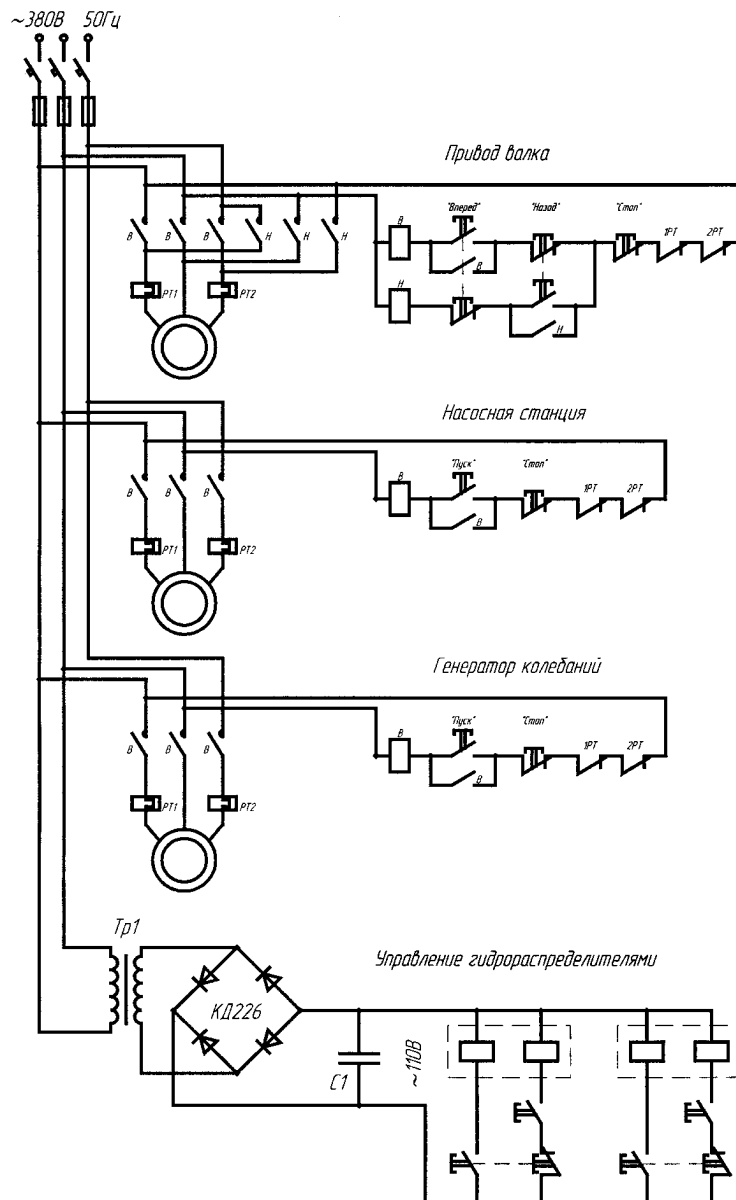 ~380В 50Гц
Привод валка
"Вперед" "Назад" "Стоп"
В 1РТ 2РТ
В В В Н Н Н
В
Н
РТ1 РТ2
Н
Насосная станция
"Пуск" "Стоп"
В 1РТ 2РТ
В В В
В
РТ1 РТ2
Генератор колебаний
"Пуск" "Стоп"
В 1РТ 2РТ
В В В
В
РТ1 РТ2
Тр1
Управление гидрораспределителями
КД226
С1
~110В